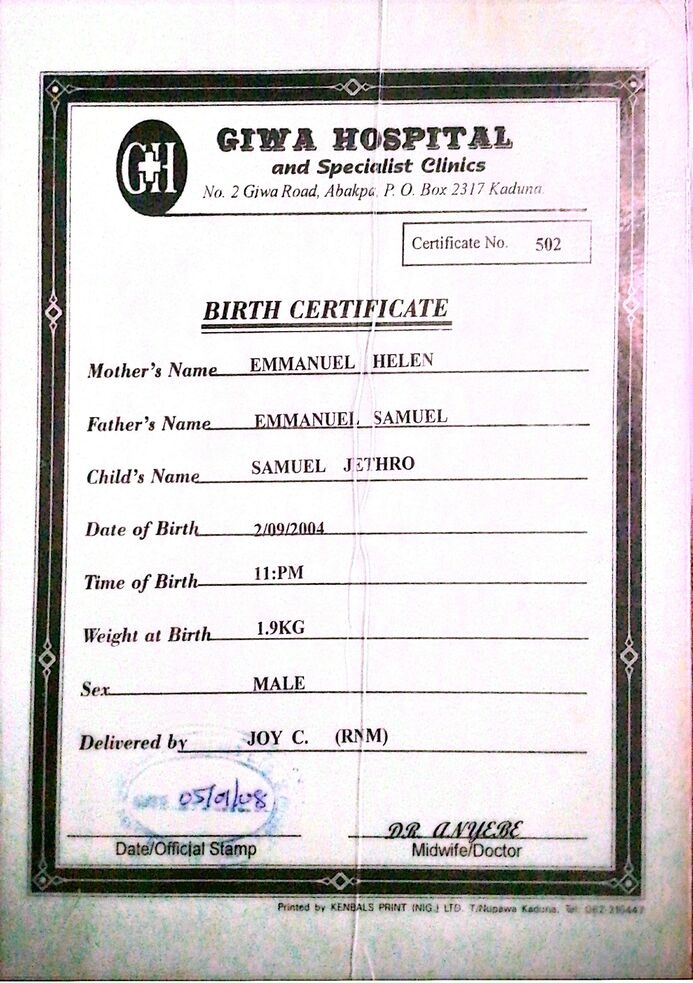 GH
GIWA HOSPITAL
and Specialist Clinics
No. 2 Giwa Road, Abakpa, P. O. Box 2317 Kaduna.
Certificate No. 502
BIRTH CERTIFICATE
Mother's Name EMMANUEL HELEN
Father's Name EMMANUEL SAMUEL
Child's Name SAMUEL JETHRO
Date of Birth 2/09/2004
Time of Birth 11:PM
Weight at Birth 1.9KG
Sex MALE
Delivered by JOY C. (RNM)
05/01/08
DR ANYEBE
Date/Official Stamp Midwife/Doctor
Printed by KENBALS PRINT (NIG.) LTD. T/Nupawa Kaduna. Tel: